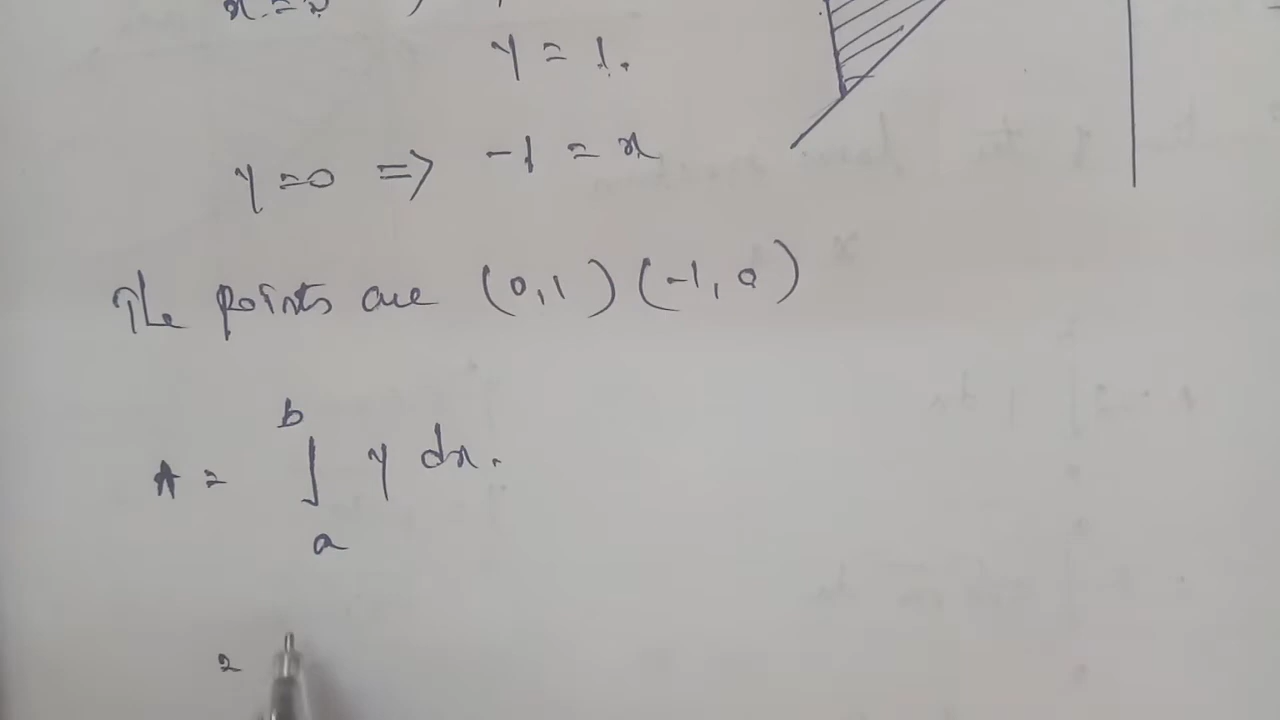 y = 1.
y = 0 => -1 = x
The points are (0,1) (-1,0)
b
A = ∫ y dx.
a
=